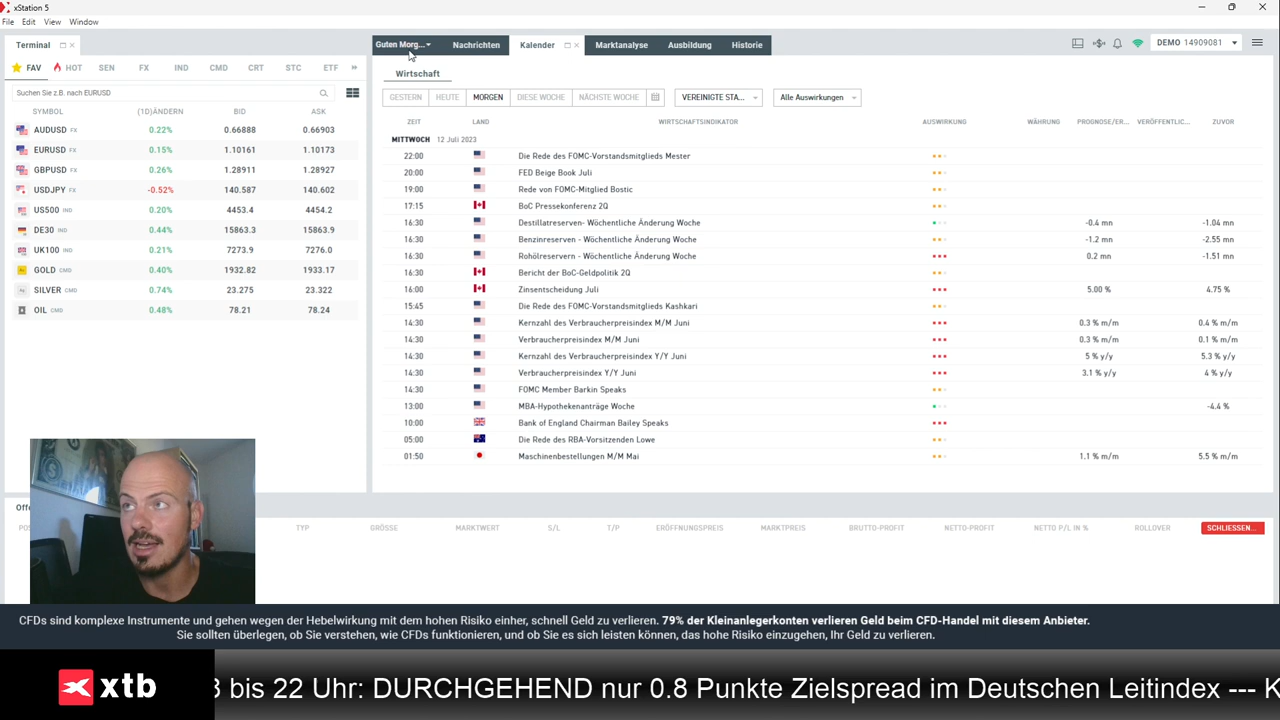 xStation 5
File Edit View Window
Terminal
Guten Morg... Nachrichten Kalender Marktanalyse Ausbildung Historie
DEMO 14909081
FAV HOT SEN FX IND CMD CRT STC ETF
Suchen Sie z.B. nach EURUSD
SYMBOL (1D)ÄNDERN BID ASK
AUDUSD FX 0.22% 0.66888 0.66903
EURUSD FX 0.15% 1.10161 1.10173
GBPUSD FX 0.26% 1.28911 1.28927
USDJPY FX -0.52% 140.587 140.602
US500 IND 0.20% 4453.4 4454.2
DE30 IND 0.44% 15863.3 15863.9
UK100 IND 0.21% 7273.9 7276.0
GOLD CMD 0.40% 1932.82 1933.17
SILVER CMD 0.74% 23.275 23.322
OIL CMD 0.48% 78.21 78.24
Wirtschaft
GESTERN HEUTE MORGEN DIESE WOCHE NÄCHSTE WOCHE VEREINIGTE STA... Alle Auswirkungen
ZEIT LAND WIRTSCHAFTSINDIKATOR AUSWIRKUNG WÄHRUNG PROGNOSE/ER... VERÖFFENTLIC... ZUVOR
MITTWOCH 12 Juli 2023
22:00 Die Rede des FOMC-Vorstandsmitglieds Mester
20:00 FED Beige Book Juli
19:00 Rede von FOMC-Mitglied Bostic
17:15 BoC Pressekonferenz 2Q
16:30 Destillatreserven- Wöchentliche Änderung Woche -0.4 mn -1.04 mn
16:30 Benzinreserven - Wöchentliche Änderung Woche -1.2 mn -2.55 mn
16:30 Rohölreservern - Wöchentliche Änderung Woche 0.2 mn -1.51 mn
16:30 Bericht der BoC-Geldpolitik 2Q
16:00 Zinsentscheidung Juli 5.00 % 4.75 %
15:45 Die Rede des FOMC-Vorstandsmitglieds Kashkari
14:30 Kernzahl des Verbraucherpreisindex M/M Juni 0.3 % m/m 0.4 % m/m
14:30 Verbraucherpreisindex M/M Juni 0.3 % m/m 0.1 % m/m
14:30 Kernzahl des Verbraucherpreisindex Y/Y Juni 5 % y/y 5.3 % y/y
14:30 Verbraucherpreisindex Y/Y Juni 3.1 % y/y 4 % y/y
14:30 FOMC Member Barkin Speaks
13:00 MBA-Hypothekenanträge Woche -4.4 %
10:00 Bank of England Chairman Bailey Speaks
05:00 Die Rede des RBA-Vorsitzenden Lowe
01:50 Maschinenbestellungen M/M Mai 1.1 % m/m 5.5 % m/m
TYP GRÖSSE MARKTWERT S/L T/P ERÖFFNUNGSPREIS MARKTPREIS BRUTTO-PROFIT NETTO-PROFIT NETTO P/L IN % ROLLOVER SCHLIESSEN...
CFDs sind komplexe Instrumente und gehen wegen der Hebelwirkung mit dem hohen Risiko einher, schnell Geld zu verlieren. 79% der Kleinanlegerkonten verlieren Geld beim CFD-Handel mit diesem Anbieter.
Sie sollten überlegen, ob Sie verstehen, wie CFDs funktionieren, und ob Sie es sich leisten können, das hohe Risiko einzugehen, Ihr Geld zu verlieren.
xtb
bis 22 Uhr: DURCHGEHEND nur 0.8 Punkte Zielspread im Deutschen Leitindex --- K